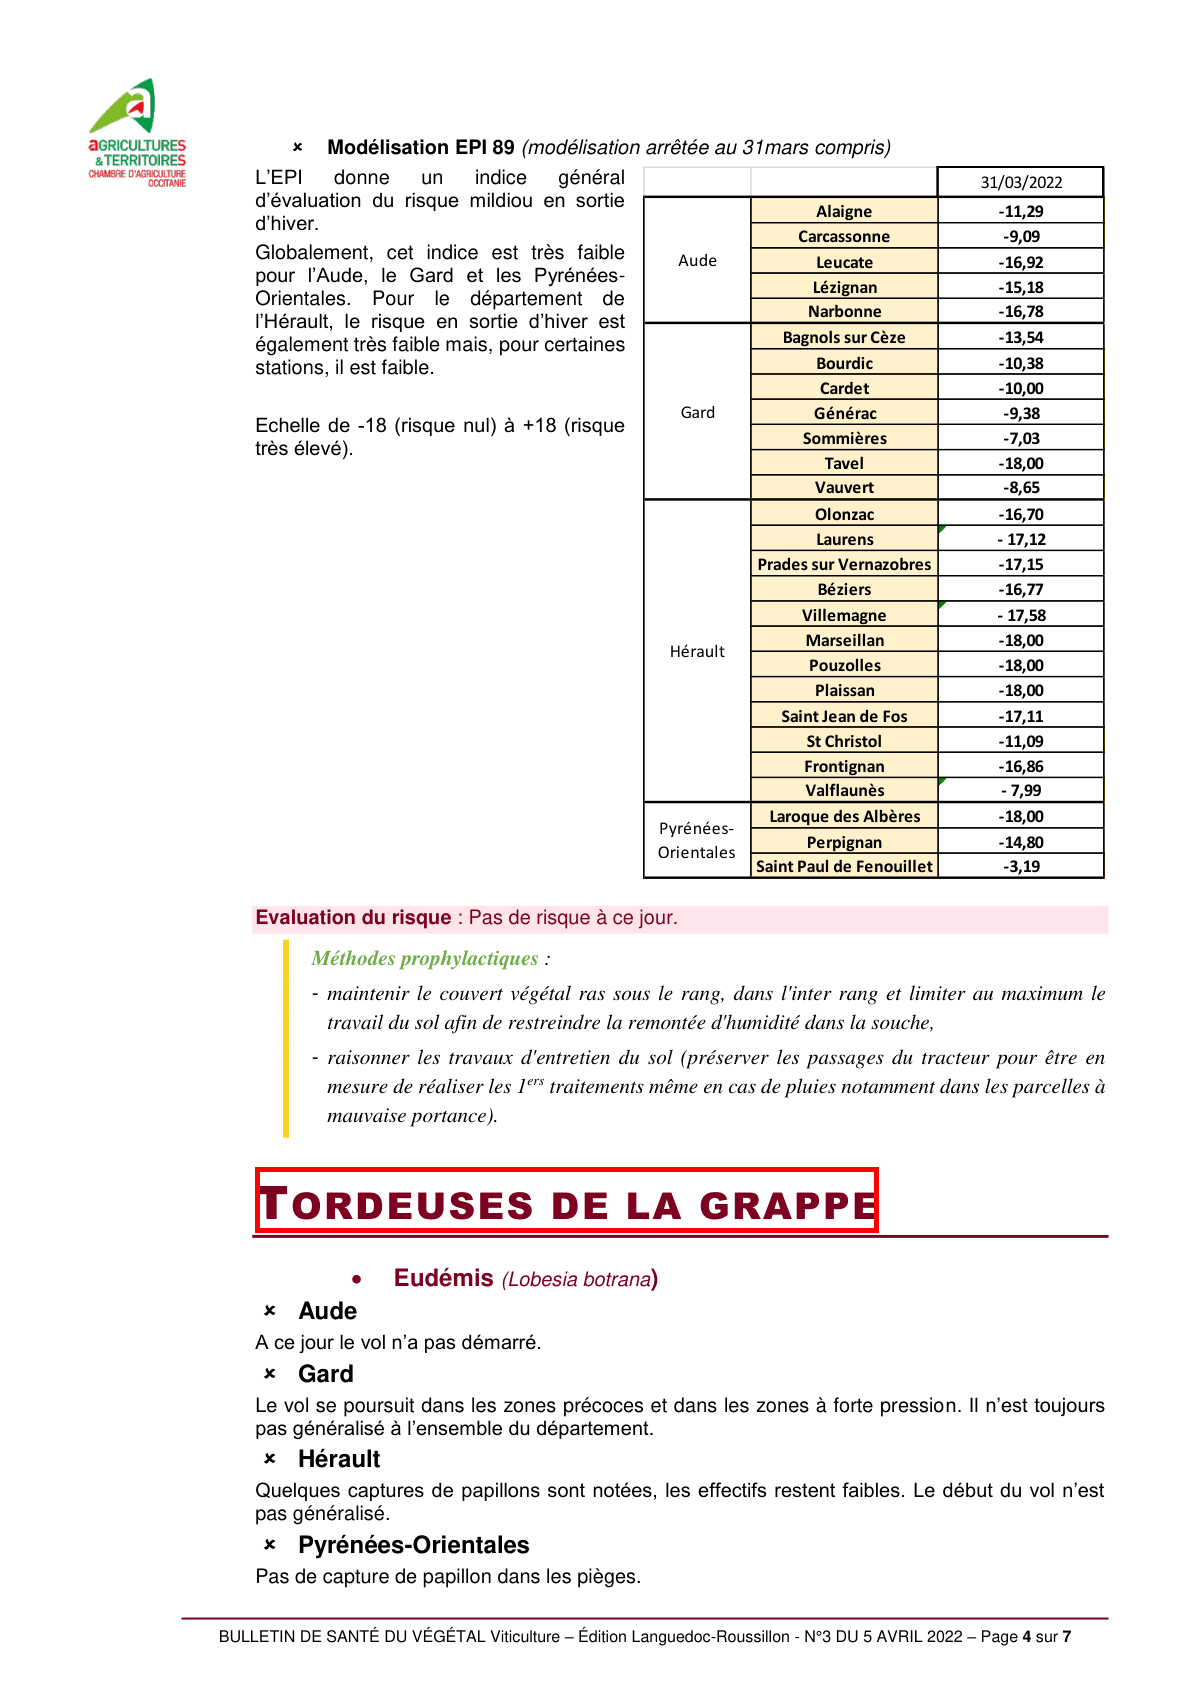 aGRICULTURES
& TERRITOIRES
CHAMBRE D'AGRICULTURE
OCCITANIE
× Modélisation EPI 89 (modélisation arrêtée au 31mars compris)
L'EPI donne un indice général
d'évaluation du risque mildiou en sortie
d'hiver.
Globalement, cet indice est très faible
pour l'Aude, le Gard et les Pyrénées-
Orientales. Pour le département de
l'Hérault, le risque en sortie d'hiver est
également très faible mais, pour certaines
stations, il est faible.
Echelle de -18 (risque nul) à +18 (risque
très élevé).
31/03/2022
Aude
Alaigne -11,29
Carcassonne -9,09
Leucate -16,92
Lézignan -15,18
Narbonne -16,78
Gard
Bagnols sur Cèze -13,54
Bourdic -10,38
Cardet -10,00
Générac -9,38
Sommières -7,03
Tavel -18,00
Vauvert -8,65
Hérault
Olonzac -16,70
Laurens - 17,12
Prades sur Vernazobres -17,15
Béziers -16,77
Villemagne - 17,58
Marseillan -18,00
Pouzolles -18,00
Plaissan -18,00
Saint Jean de Fos -17,11
St Christol -11,09
Frontignan -16,86
Valflaunès - 7,99
Pyrénées-
Orientales
Laroque des Albères -18,00
Perpignan -14,80
Saint Paul de Fenouillet -3,19
Evaluation du risque : Pas de risque à ce jour.
Méthodes prophylactiques :
- maintenir le couvert végétal ras sous le rang, dans l'inter rang et limiter au maximum le
travail du sol afin de restreindre la remontée d'humidité dans la souche,
- raisonner les travaux d'entretien du sol (préserver les passages du tracteur pour être en
mesure de réaliser les 1ers traitements même en cas de pluies notamment dans les parcelles à
mauvaise portance).
TORDEUSES DE LA GRAPPE
• Eudémis (Lobesia botrana)
× Aude
A ce jour le vol n'a pas démarré.
× Gard
Le vol se poursuit dans les zones précoces et dans les zones à forte pression. Il n'est toujours
pas généralisé à l'ensemble du département.
× Hérault
Quelques captures de papillons sont notées, les effectifs restent faibles. Le début du vol n'est
pas généralisé.
× Pyrénées-Orientales
Pas de capture de papillon dans les pièges.
BULLETIN DE SANTÉ DU VÉGÉTAL Viticulture – Édition Languedoc-Roussillon - N°3 DU 5 AVRIL 2022 – Page 4 sur 7